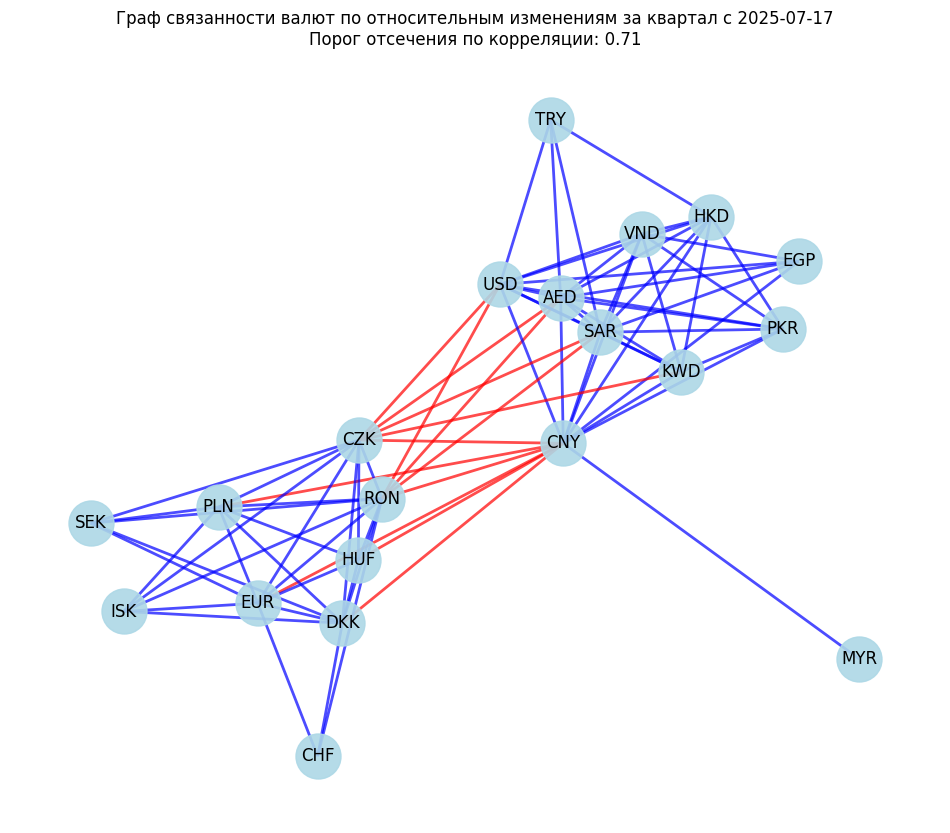 Граф связанности валют по относительным изменениям за квартал с 2025-07-17
Порог отсечения по корреляции: 0.71
TRY
HKD
VND
EGP
USD
AED
SAR
PKR
KWD
CZK
CNY
RON
PLN
SEK
HUF
EUR
ISK
DKK
MYR
CHF